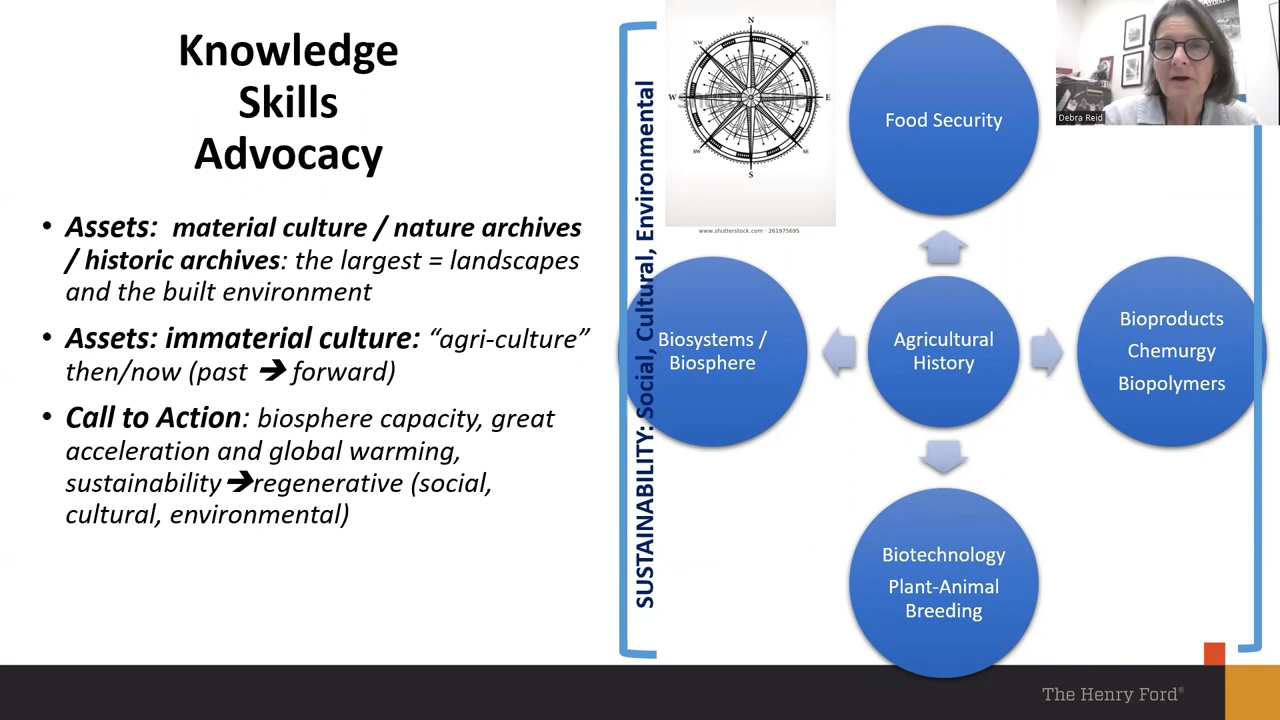 Knowledge
Skills
Advocacy
• Assets: material culture / nature archives
/ historic archives: the largest = landscapes
and the built environment
• Assets: immaterial culture: “agri-culture”
then/now (past ➔ forward)
• Call to Action: biosphere capacity, great
acceleration and global warming,
sustainability➔regenerative (social,
cultural, environmental)
SUSTAINABILITY: Social, Cultural, Environmental
N
NW
NE
W
E
SW
SE
S
www.shutterstock.com · 261975695
Food Security
Biosystems /
Biosphere
Agricultural
History
Bioproducts
Chemurgy
Biopolymers
Biotechnology
Plant-Animal
Breeding
Debra Reid
The Henry Ford®